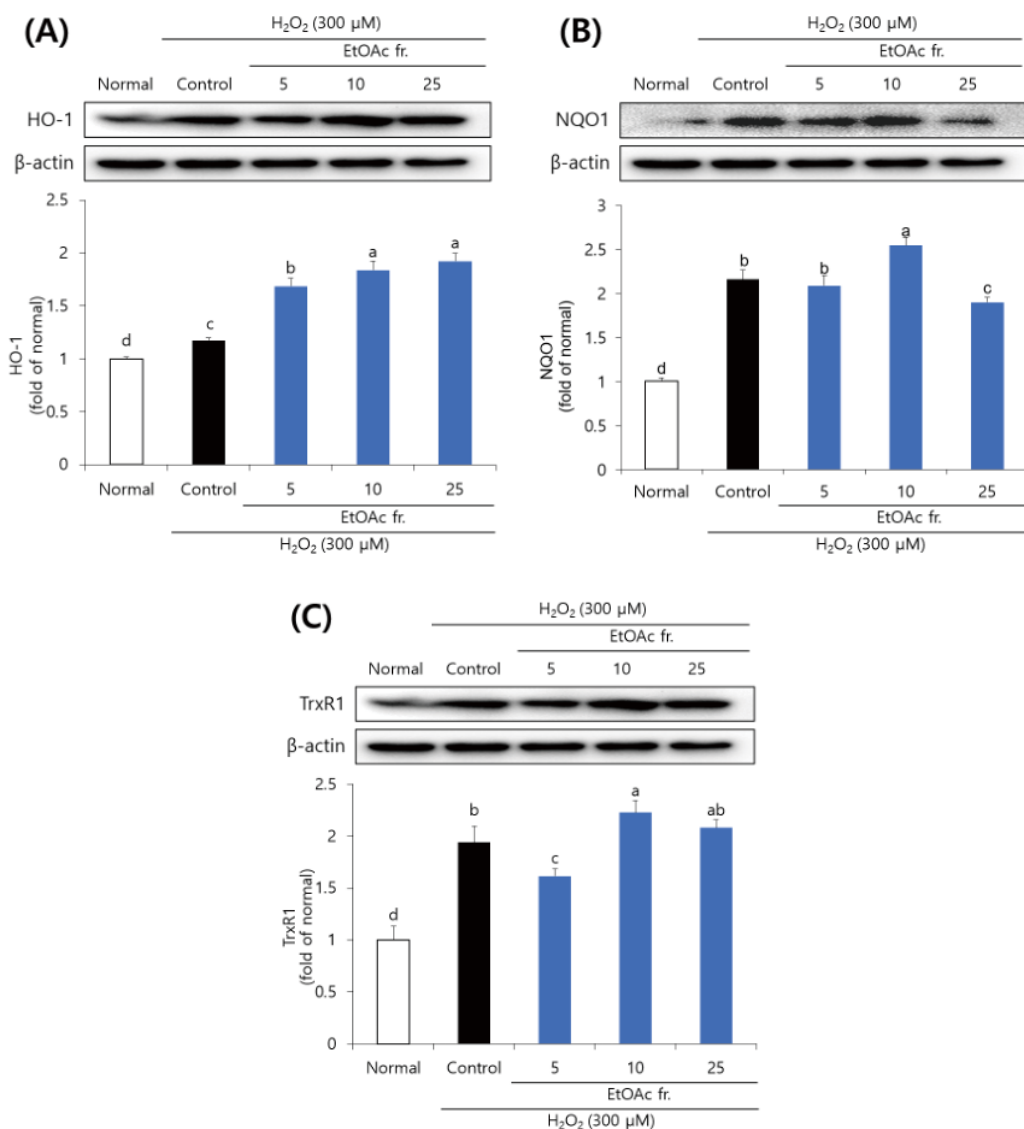 (A)
H₂O₂ (300 μM)
EtOAc fr.
Normal Control 5 10 25
HO-1
β-actin
2.5
2
1.5
1
0.5
0
HO-1
(fold of normal)
d c b a a
Normal Control 5 10 25
EtOAc fr.
H₂O₂ (300 μM)
(B)
H₂O₂ (300 μM)
EtOAc fr.
Normal Control 5 10 25
NQO1
β-actin
3
2.5
2
1.5
1
0.5
0
NQO1
(fold of normal)
d b b a c
Normal Control 5 10 25
EtOAc fr.
H₂O₂ (300 μM)
(C)
H₂O₂ (300 μM)
EtOAc fr.
Normal Control 5 10 25
TrxR1
β-actin
2.5
2
1.5
1
0.5
0
TrxR1
(fold of normal)
d b c a ab
Normal Control 5 10 25
EtOAc fr.
H₂O₂ (300 μM)